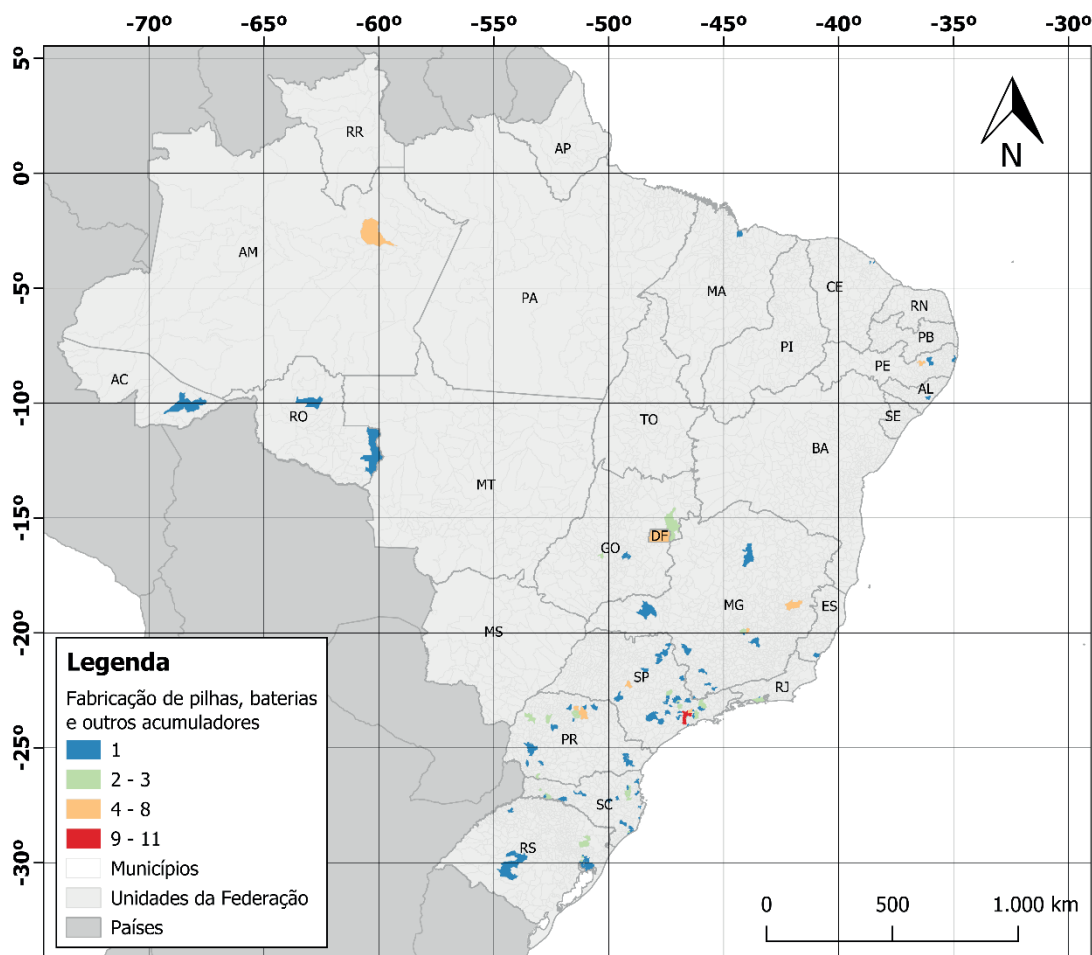 -70º -65º -60º -55º -50º -45º -40º -35º -30º
5º
0º
-5º
-10º
-15º
-20º
-25º
-30º
N
RR
AP
AM
PA
MA
CE
RN
PB
PI
PE
AC
AL
RO
TO
SE
BA
MT
DF
GO
MG
ES
MS
SP
RJ
PR
SC
RS
Legenda
Fabricação de pilhas, baterias
e outros acumuladores
1
2 - 3
4 - 8
9 - 11
Municípios
Unidades da Federação
Países
0 500 1.000 km